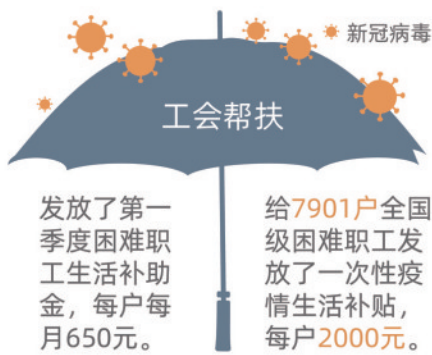 新冠病毒
工会帮扶
发放了第一
季度困难职
工生活补助
金，每户每
月650元。
给7901户全国
级困难职工发
放了一次性疫
情生活补贴，
每户2000元。